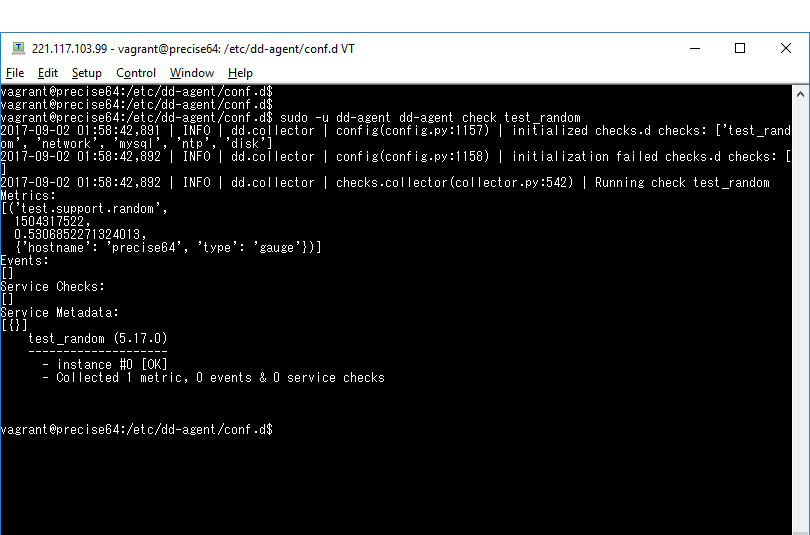 221.117.103.99 - vagrant@precise64: /etc/dd-agent/conf.d VT
File Edit Setup Control Window Help
vagrant@precise64:/etc/dd-agent/conf.d$
vagrant@precise64:/etc/dd-agent/conf.d$
vagrant@precise64:/etc/dd-agent/conf.d$ sudo -u dd-agent dd-agent check test_random
2017-09-02 01:58:42,891 | INFO | dd.collector | config(config.py:1157) | initialized checks.d checks: ['test_rand
om', 'network', 'mysql', 'ntp', 'disk']
2017-09-02 01:58:42,892 | INFO | dd.collector | config(config.py:1158) | initialization failed checks.d checks: [
]
2017-09-02 01:58:42,892 | INFO | dd.collector | checks.collector(collector.py:542) | Running check test_random
Metrics:
[('test.support.random',
  1504317522,
  0.5306852271324013,
  {'hostname': 'precise64', 'type': 'gauge'})]
Events:
[]
Service Checks:
[]
Service Metadata:
[{}]
    test_random (5.17.0)
    --------------------
      - instance #0 [OK]
      - Collected 1 metric, 0 events & 0 service checks
vagrant@precise64:/etc/dd-agent/conf.d$